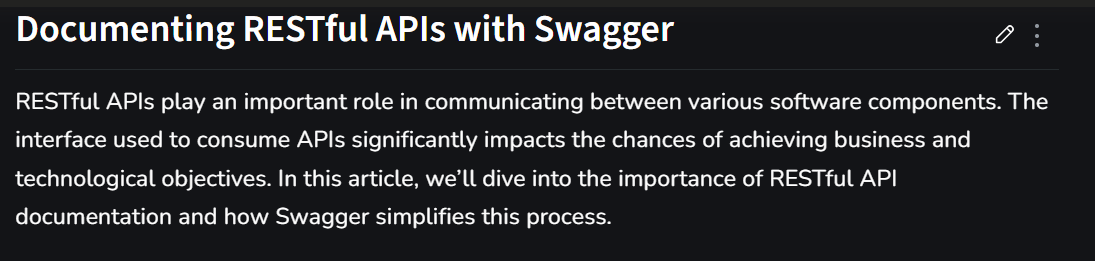 Documenting RESTful APIs with Swagger
RESTful APIs play an important role in communicating between various software components. The
interface used to consume APIs significantly impacts the chances of achieving business and
technological objectives. In this article, we’ll dive into the importance of RESTful API
documentation and how Swagger simplifies this process.